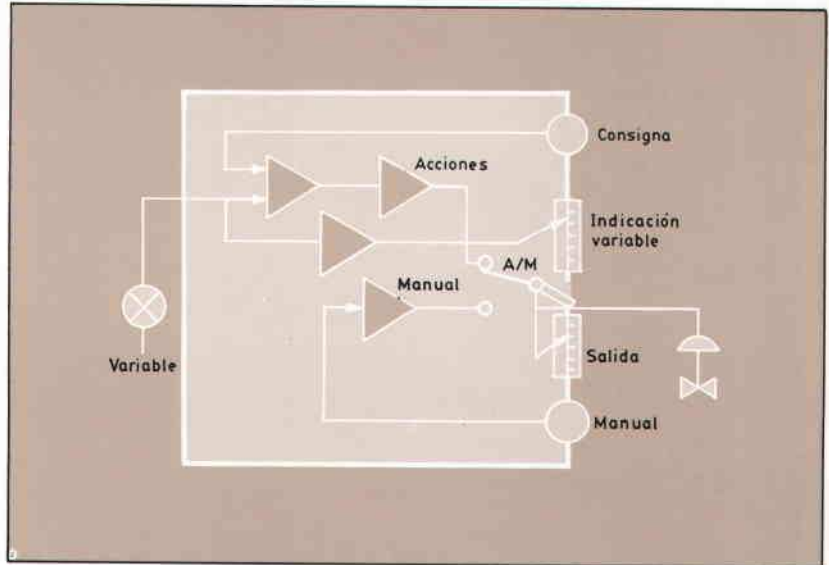 Consigna
Acciones
Indicación
variable
A/M
Manual
Variable
Salida
Manual